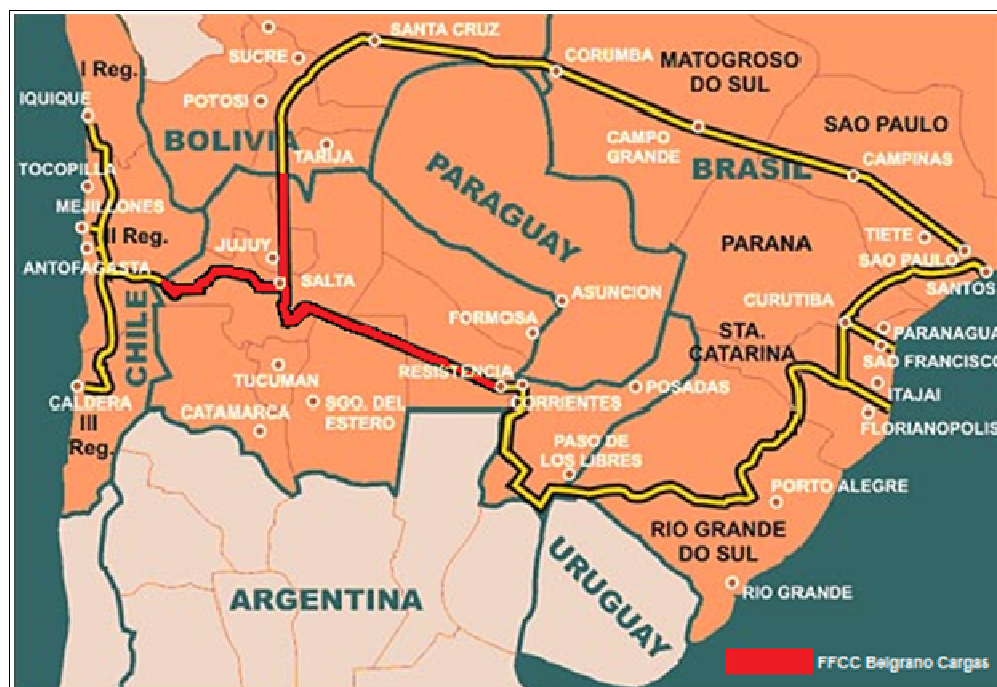 SANTA CRUZ
SUCRE
CORUMBA
MATOGROSO
DO SUL
I Reg.
IQUIQUE
POTOSI
SAO PAULO
BOLIVIA
TARIJA
CAMPO
GRANDE
BRASIL
CAMPINAS
TOCOPILLA
PARAGUAY
MEJILLONES
II Reg.
JUJUY
PARANA
TIETE
SAO PAULO
ANTOFAGASTA
SALTA
SANTOS
ASUNCION
CURUTIBA
CHILE
FORMOSA
STA.
CATARINA
PARANAGUA
SAO FRANCISCO
TUCUMAN
RESISTENCIA
POSADAS
ITAJAI
CALDERA
CATAMARCA
SGO. DEL
ESTERO
CORRIENTES
FLORIANOPOLIS
III
Reg.
PASO DE
LOS LIBRES
PORTO ALEGRE
RIO GRANDE
DO SUL
URUGUAY
ARGENTINA
RIO GRANDE
FFCC Belgrano Cargas